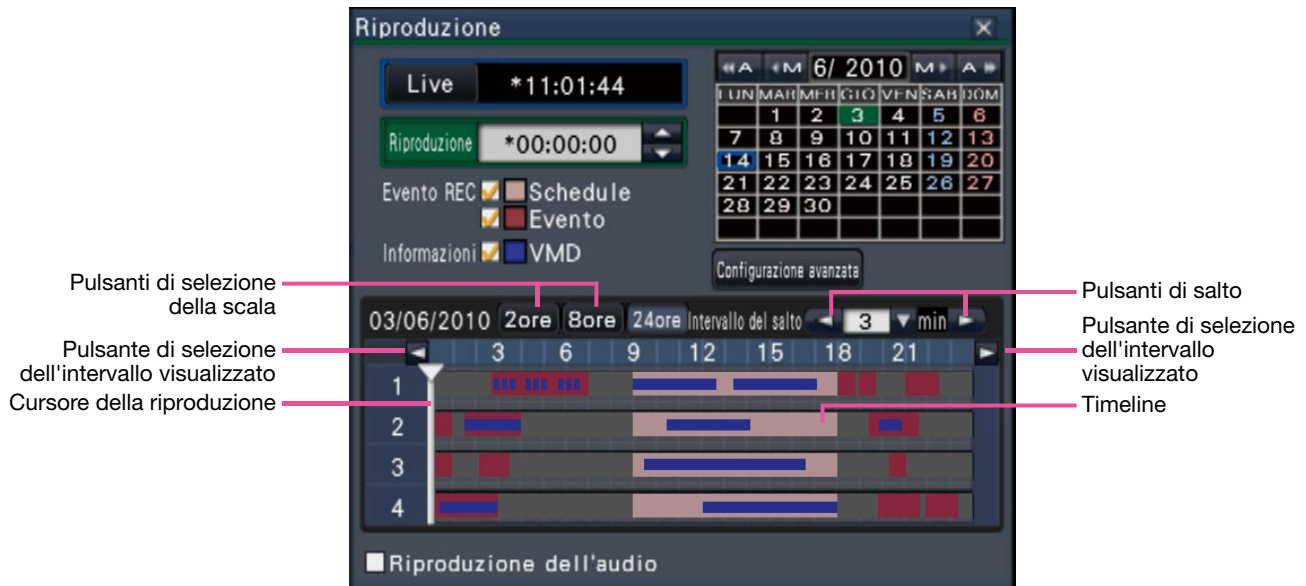 Riproduzione
Live *11:01:44
Riproduzione *00:00:00
Evento REC Schedule
Evento
Informazioni VMD
A M 6/ 2010 M A
LUN MAR MER GIO VEN SAB DOM
1 2 3 4 5 6
7 8 9 10 11 12 13
14 15 16 17 18 19 20
21 22 23 24 25 26 27
28 29 30
Configurazione avanzata
Pulsanti di selezione
della scala
Pulsanti di salto
03/06/2010 2ore 8ore 24ore Intervallo del salto 3 min
Pulsante di selezione
dell'intervallo visualizzato
Pulsante di selezione
dell'intervallo
visualizzato
3 6 9 12 15 18 21
Cursore della riproduzione
Timeline
1
2
3
4
Riproduzione dell'audio